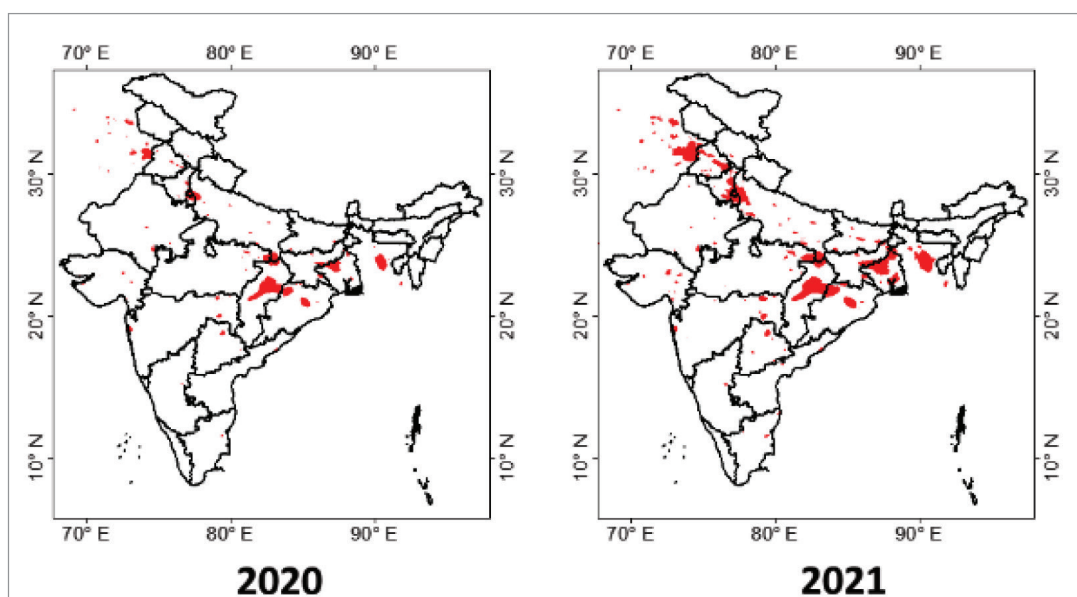 70° E 80° E 90° E 70° E 80° E 90° E
30° N 30° N 30° N 30° N
20° N 20° N 20° N 20° N
10° N 10° N 10° N 10° N
70° E 80° E 90° E 70° E 80° E 90° E
2020 2021